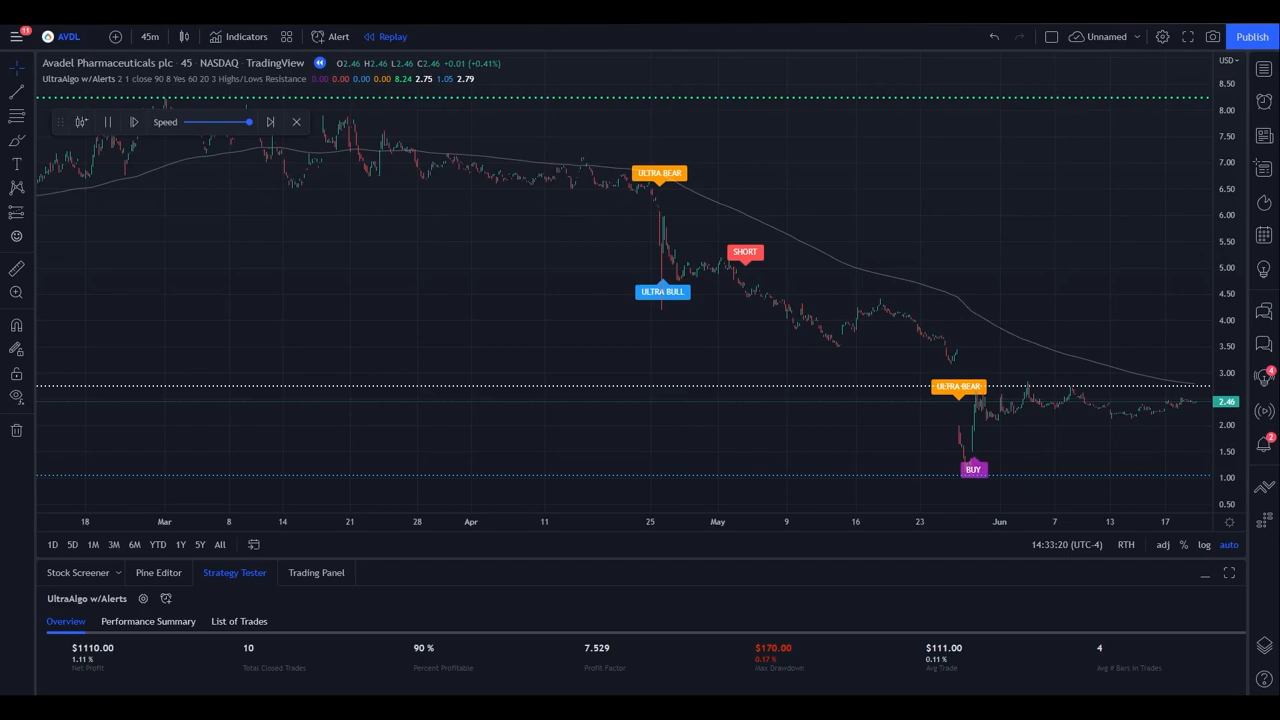 11
AVDL 45m Indicators Alert Replay Unnamed Publish
Avadel Pharmaceuticals plc · 45 · NASDAQ · TradingView O2.46 H2.46 L2.46 C2.46 +0.01 (+0.41%) USD
UltraAlgo w/Alerts 2 1 close 90 8 Yes 60 20 3 Highs/Lows Resistance 0.00 0.00 0.00 0.00 8.24 2.75 1.05 2.79
8.50
8.00
Speed
7.50
7.00
ULTRA BEAR
6.50
6.00
5.50
SHORT
5.00
ULTRA BULL
4.50
4.00
3.50
3.00
4
ULTRA BEAR
2.46
2.00
2
1.50
BUY
1.00
0.50
18 Mar 8 14 21 28 Apr 11 25 May 9 16 23 Jun 7 13 17
1D 5D 1M 3M 6M YTD 1Y 5Y All 14:33:20 (UTC-4) RTH adj % log auto
Stock Screener Pine Editor Strategy Tester Trading Panel
UltraAlgo w/Alerts
Overview Performance Summary List of Trades
$1110.00 10 90 % 7.529 $170.00 $111.00 4
1.11 % 0.17 % 0.11 %
Net Profit Total Closed Trades Percent Profitable Profit Factor Max Drawdown Avg Trade Avg # Bars In Trades